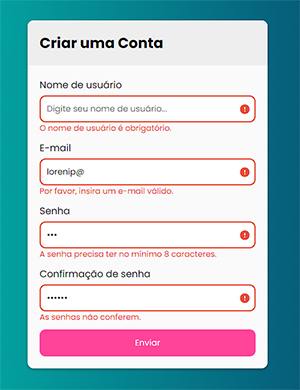 Criar uma Conta
Nome de usuário
Digite seu nome de usuário...
O nome de usuário é obrigatório.
E-mail
lorenip@
Por favor, insira um e-mail válido.
Senha
•••
A senha precisa ter no mínimo 8 caracteres.
Confirmação de senha
••••••
As senhas não conferem.
Enviar